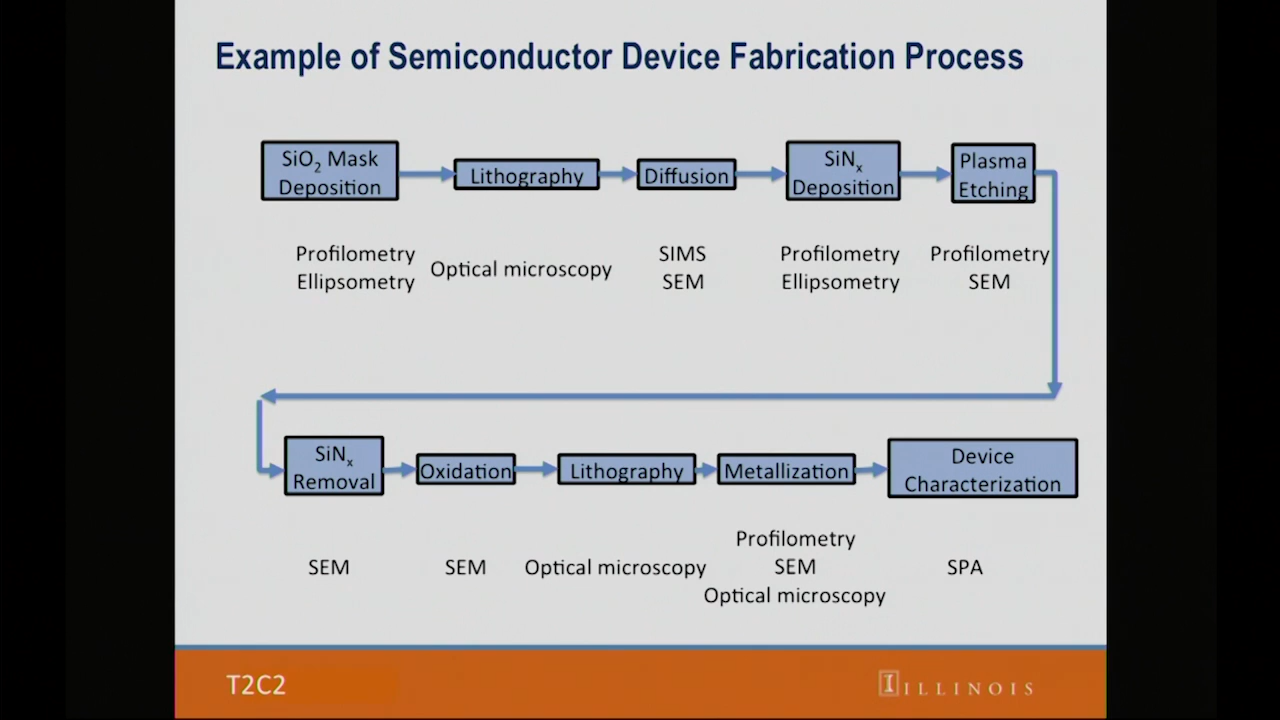 Example of Semiconductor Device Fabrication Process
SiO2 Mask
Deposition
Lithography
Diffusion
SiNx
Deposition
Plasma
Etching
Profilometry
Ellipsometry
Optical microscopy
SIMS
SEM
Profilometry
Ellipsometry
Profilometry
SEM
SiNx
Removal
Oxidation
Lithography
Metallization
Device
Characterization
SEM
SEM
Optical microscopy
Profilometry
SEM
Optical microscopy
SPA
T2C2
I ILLINOIS